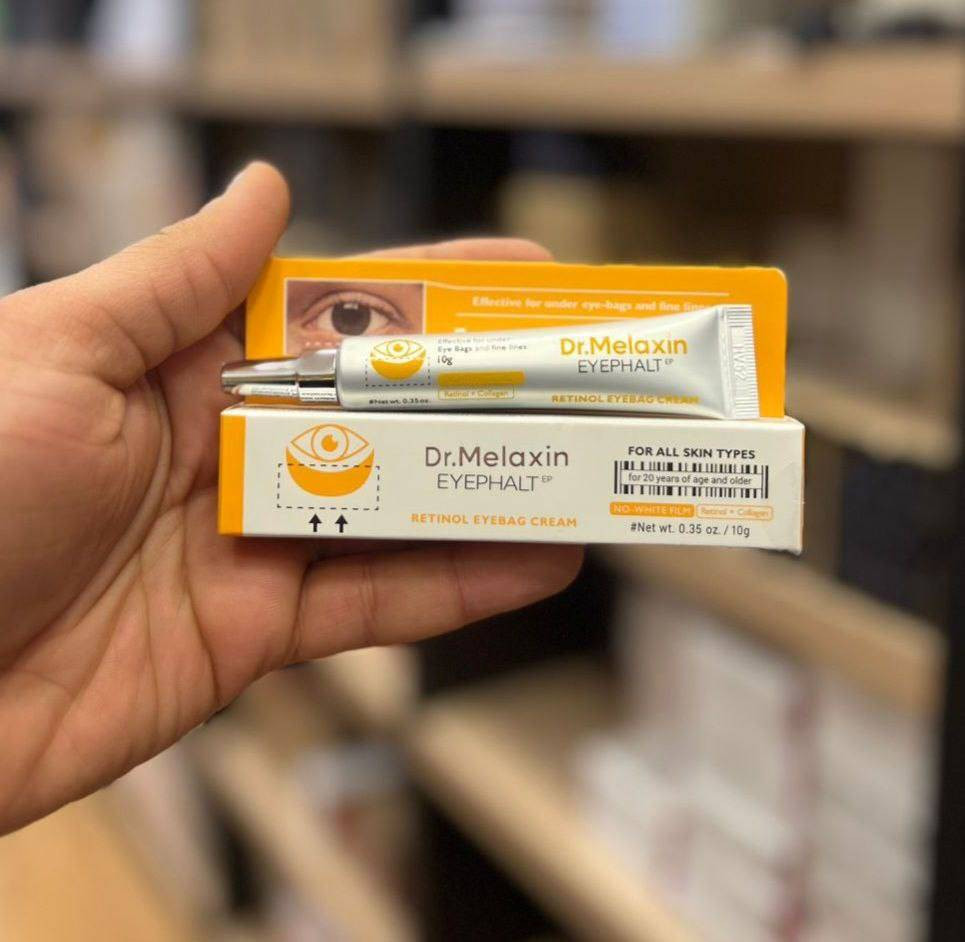 Effective for under eye-bags and fine lines
Effective for under
Eye Bags and fine lines
10g
Retinol + Collagen
#Net wt. 0.35 oz.
Dr.Melaxin
EYEPHALT EP
RETINOL EYEBAG CREAM
Dr.Melaxin
EYEPHALT EP
RETINOL EYEBAG CREAM
FOR ALL SKIN TYPES
for 20 years of age and older
NO-WHITE FILM Retinol + Collagen
#Net wt. 0.35 oz. / 10g